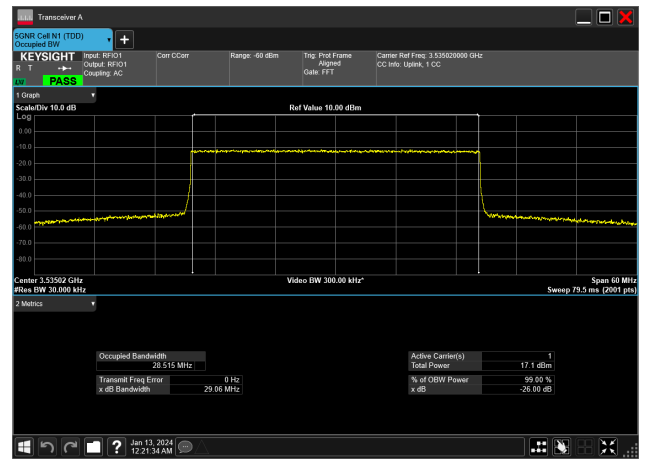 Transceiver A
5GNR Cell N1 (TDD)
Occupied BW
KEYSIGHT
R T
LW
PASS
Input: RFIO1
Output: RFIO1
Coupling: AC
Corr CCorr
Range: -60 dBm
Trig: Prot Frame
Aligned
Gate: FFT
Carrier Ref Freq: 3.535020000 GHz
CC Info: Uplink, 1 CC
1 Graph
Scale/Div 10.0 dB
Ref Value 10.00 dBm
Log
0.00
-10.0
-20.0
-30.0
-40.0
-50.0
-60.0
-70.0
-80.0
Center 3.53502 GHz
Video BW 300.00 kHz*
Span 60 MHz
#Res BW 30.000 kHz
Sweep 79.5 ms (2001 pts)
2 Metrics
Occupied Bandwidth
28.515 MHz
Transmit Freq Error 0 Hz
x dB Bandwidth 29.06 MHz
Active Carrier(s) 1
Total Power 17.1 dBm
% of OBW Power 99.00 %
x dB -26.00 dB
Jan 13, 2024
12:21:34 AM